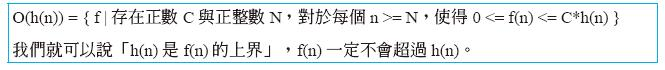 O(h(n)) = { f | 存在正數 C 與正整數 N，對於每個 n >= N，使得 0 <= f(n) <= C*h(n) }
我們就可以說「h(n) 是 f(n) 的上界」，f(n) 一定不會超過 h(n)。